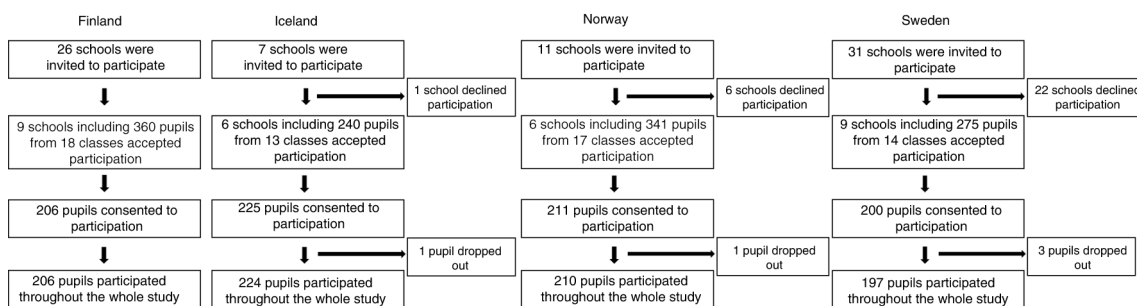 Finland
26 schools were
invited to participate
9 schools including 360 pupils
from 18 classes accepted
participation
206 pupils consented to
participation
206 pupils participated
throughout the whole study
Iceland
7 schools were
invited to participate
1 school declined
participation
6 schools including 240 pupils
from 13 classes accepted
participation
225 pupils consented to
participation
1 pupil dropped
out
224 pupils participated
throughout the whole study
Norway
11 schools were invited to
participate
6 schools declined
participation
6 schools including 341 pupils
from 17 classes accepted
participation
211 pupils consented to
participation
1 pupil dropped
out
210 pupils participated
throughout the whole study
Sweden
31 schools were invited to
participate
22 schools declined
participation
9 schools including 275 pupils
from 14 classes accepted
participation
200 pupils consented to
participation
3 pupils dropped
out
197 pupils participated
throughout the whole study